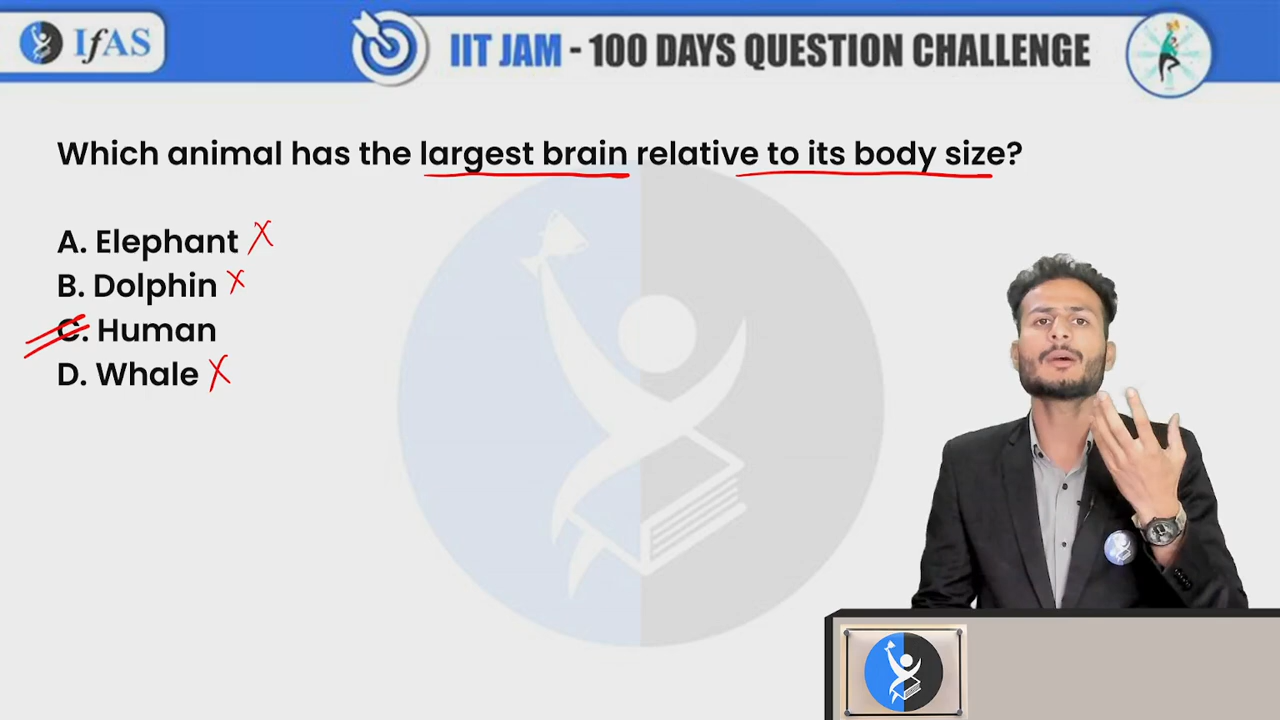 IfAS
IIT JAM - 100 DAYS QUESTION CHALLENGE
Which animal has the largest brain relative to its body size?
A. Elephant
B. Dolphin
C. Human
D. Whale